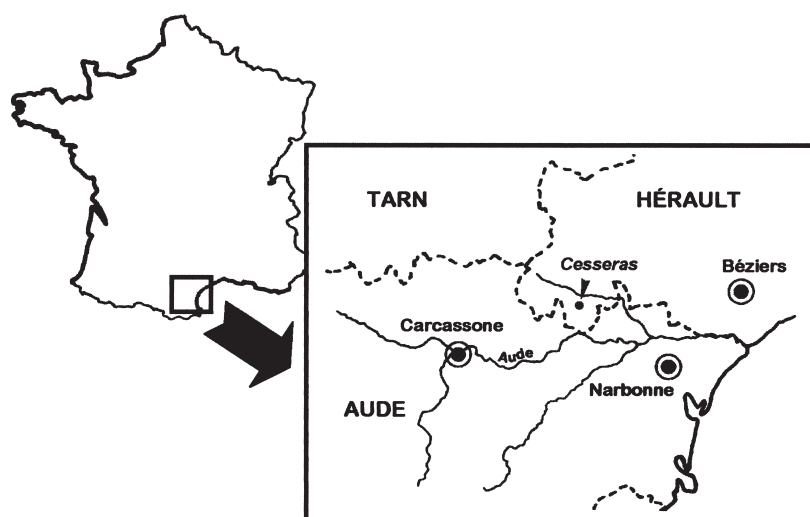 TARN
HÉRAULT
Cesseras
Béziers
Carcassone
Aude
Narbonne
AUDE